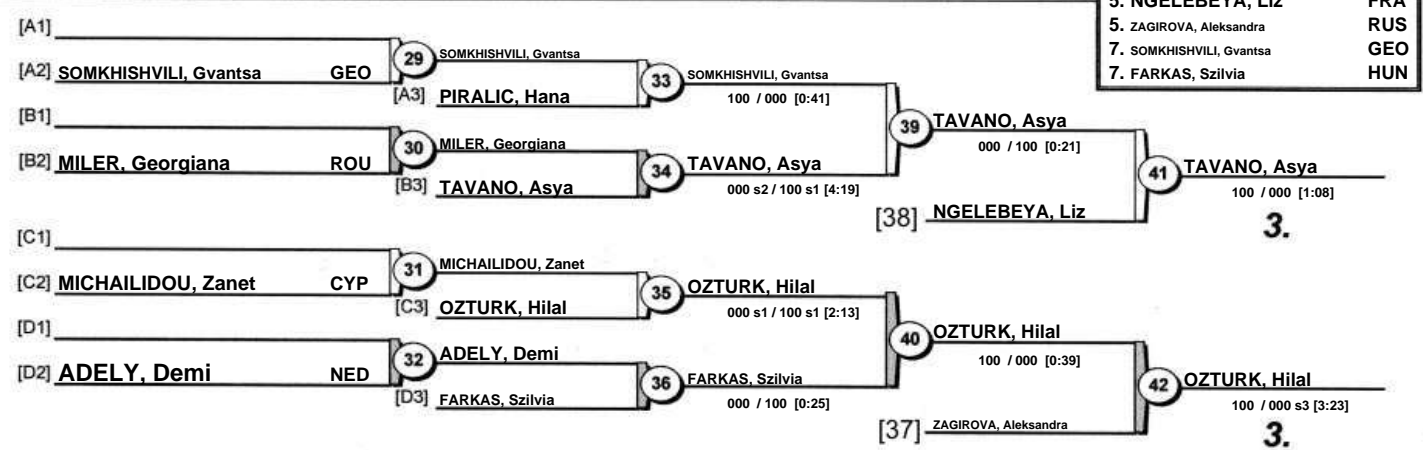 5. NGELEBEYA, Liz FRA
5. ZAGIROVA, Aleksandra RUS
7. SOMKHISHVILI, Gvantsa GEO
7. FARKAS, Szilvia HUN
[A1]
[A2] SOMKHISHVILI, Gvantsa GEO
29
SOMKHISHVILI, Gvantsa
[A3] PIRALIC, Hana
33
SOMKHISHVILI, Gvantsa
100 / 000 [0:41]
[B1]
[B2] MILER, Georgiana ROU
30
MILER, Georgiana
[B3] TAVANO, Asya
34
TAVANO, Asya
000 s2 / 100 s1 [4:19]
39
TAVANO, Asya
000 / 100 [0:21]
[38] NGELEBEYA, Liz
41
TAVANO, Asya
100 / 000 [1:08]
3.
[C1]
[C2] MICHAILIDOU, Zanet CYP
31
MICHAILIDOU, Zanet
[C3] OZTURK, Hilal
35
OZTURK, Hilal
000 s1 / 100 s1 [2:13]
[D1]
[D2] ADELY, Demi NED
32
ADELY, Demi
[D3] FARKAS, Szilvia
36
FARKAS, Szilvia
000 / 100 [0:25]
40
OZTURK, Hilal
100 / 000 [0:39]
[37] ZAGIROVA, Aleksandra
42
OZTURK, Hilal
100 / 000 s3 [3:23]
3.